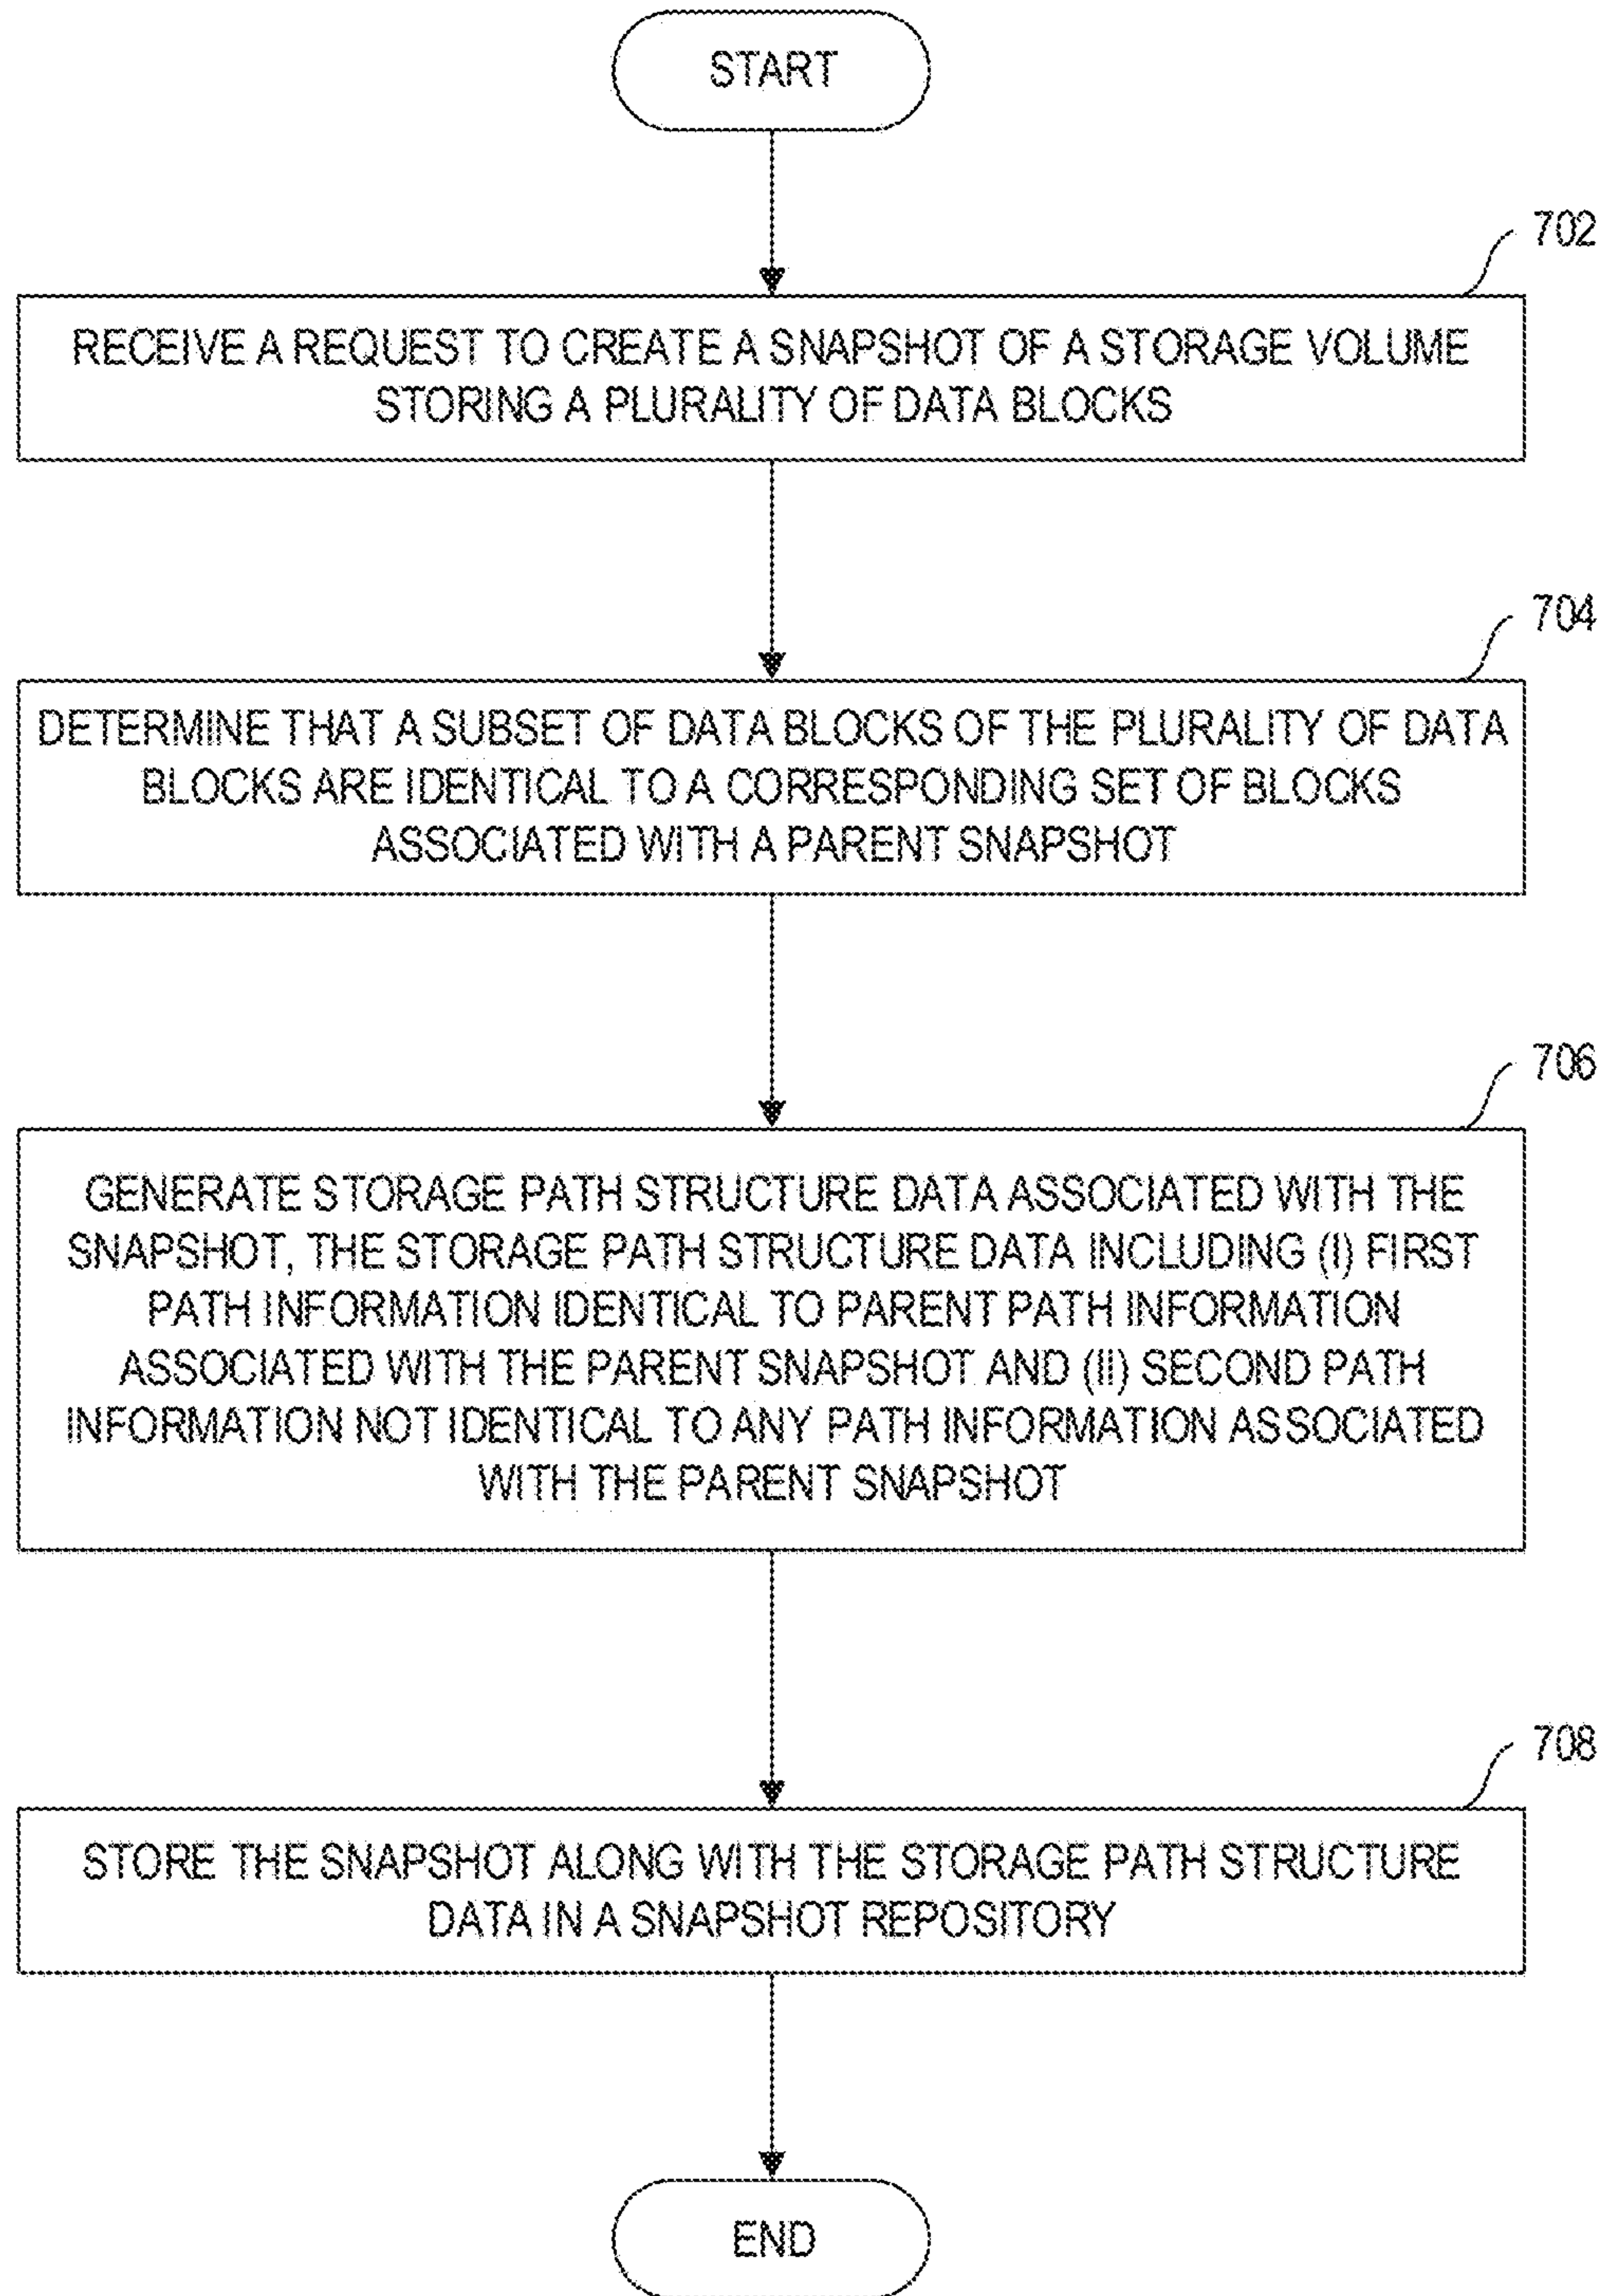 START
702
RECEIVE A REQUEST TO CREATE A SNAPSHOT OF A STORAGE VOLUME
STORING A PLURALITY OF DATA BLOCKS
704
DETERMINE THAT A SUBSET OF DATA BLOCKS OF THE PLURALITY OF DATA
BLOCKS ARE IDENTICAL TO A CORRESPONDING SET OF BLOCKS
ASSOCIATED WITH A PARENT SNAPSHOT
706
GENERATE STORAGE PATH STRUCTURE DATA ASSOCIATED WITH THE
SNAPSHOT, THE STORAGE PATH STRUCTURE DATA INCLUDING (I) FIRST
PATH INFORMATION IDENTICAL TO PARENT PATH INFORMATION
ASSOCIATED WITH THE PARENT SNAPSHOT AND (II) SECOND PATH
INFORMATION NOT IDENTICAL TO ANY PATH INFORMATION ASSOCIATED
WITH THE PARENT SNAPSHOT
708
STORE THE SNAPSHOT ALONG WITH THE STORAGE PATH STRUCTURE
DATA IN A SNAPSHOT REPOSITORY
END